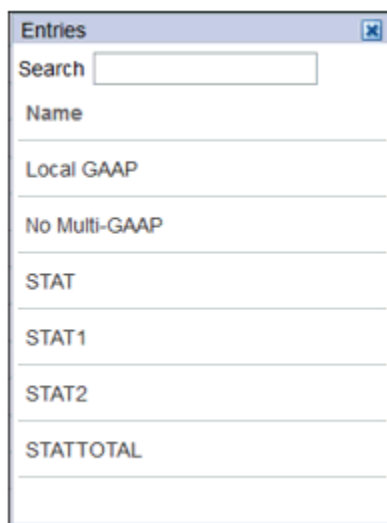 Entries
Search
Name
Local GAAP
No Multi-GAAP
STAT
STAT1
STAT2
STATTOTAL